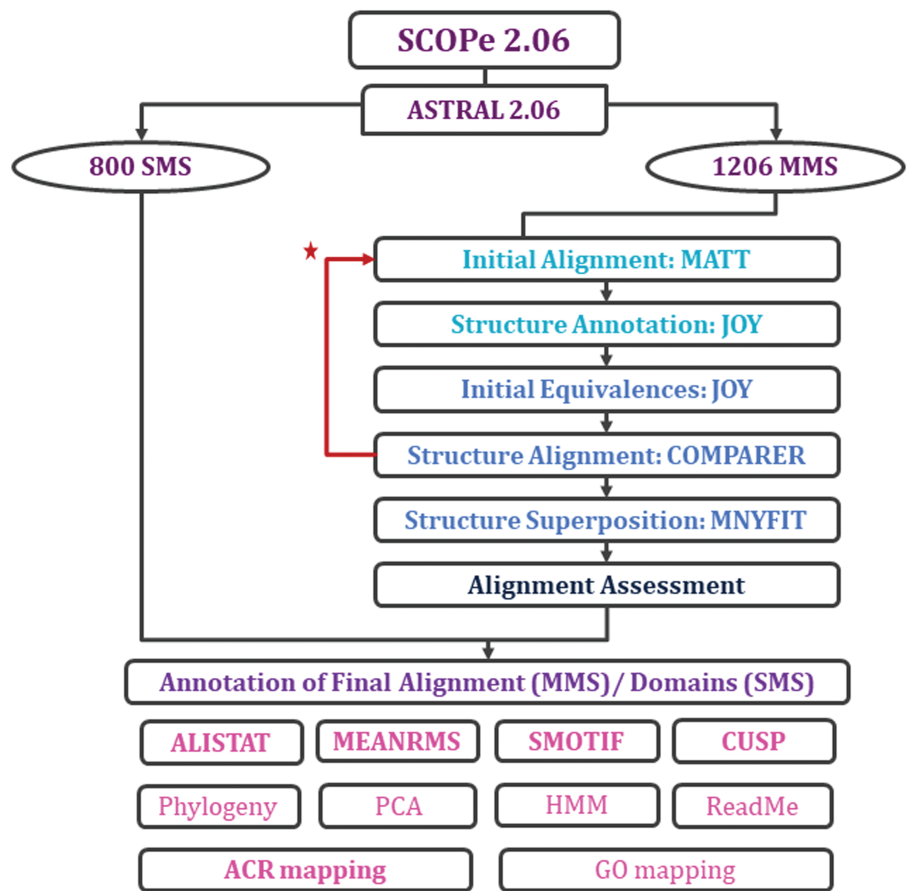 SCOPe 2.06
ASTRAL 2.06
800 SMS
1206 MMS
Initial Alignment: MATT
Structure Annotation: JOY
Initial Equivalences: JOY
Structure Alignment: COMPARER
Structure Superposition: MNYFIT
Alignment Assessment
Annotation of Final Alignment (MMS)/ Domains (SMS)
ALISTAT
MEANRMS
SMOTIF
CUSP
Phylogeny
PCA
HMM
ReadMe
ACR mapping
GO mapping